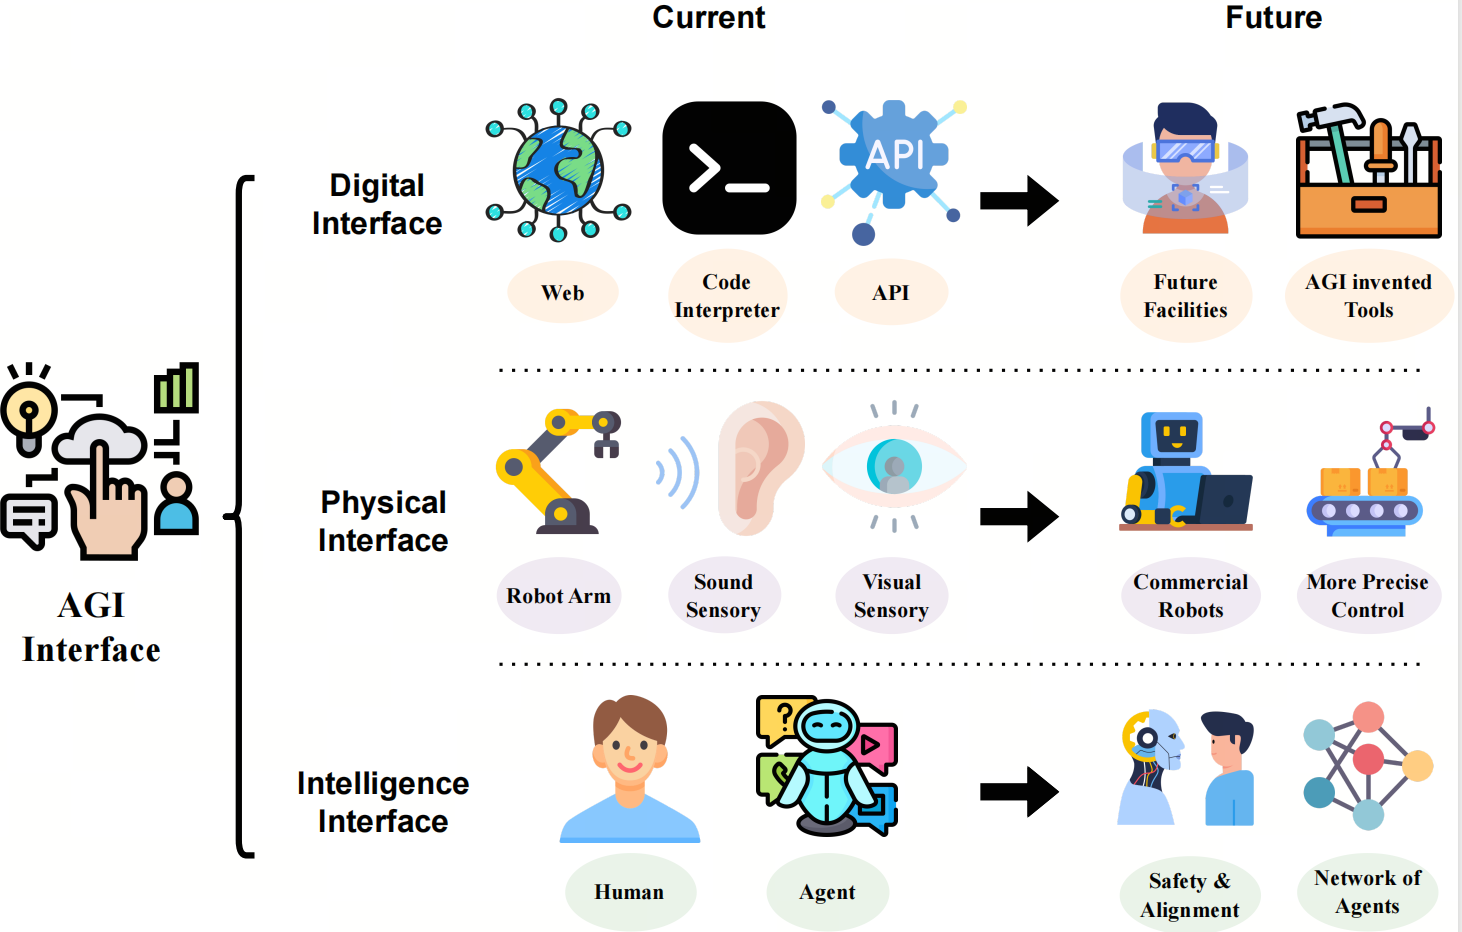 Current
Future
Digital
Interface
API
Web
Code
Interpreter
API
Future
Facilities
AGI invented
Tools
AGI
Interface
Physical
Interface
Robot Arm
Sound
Sensory
Visual
Sensory
Commercial
Robots
More Precise
Control
Intelligence
Interface
?
Human
Agent
Safety &
Alignment
Network of
Agents